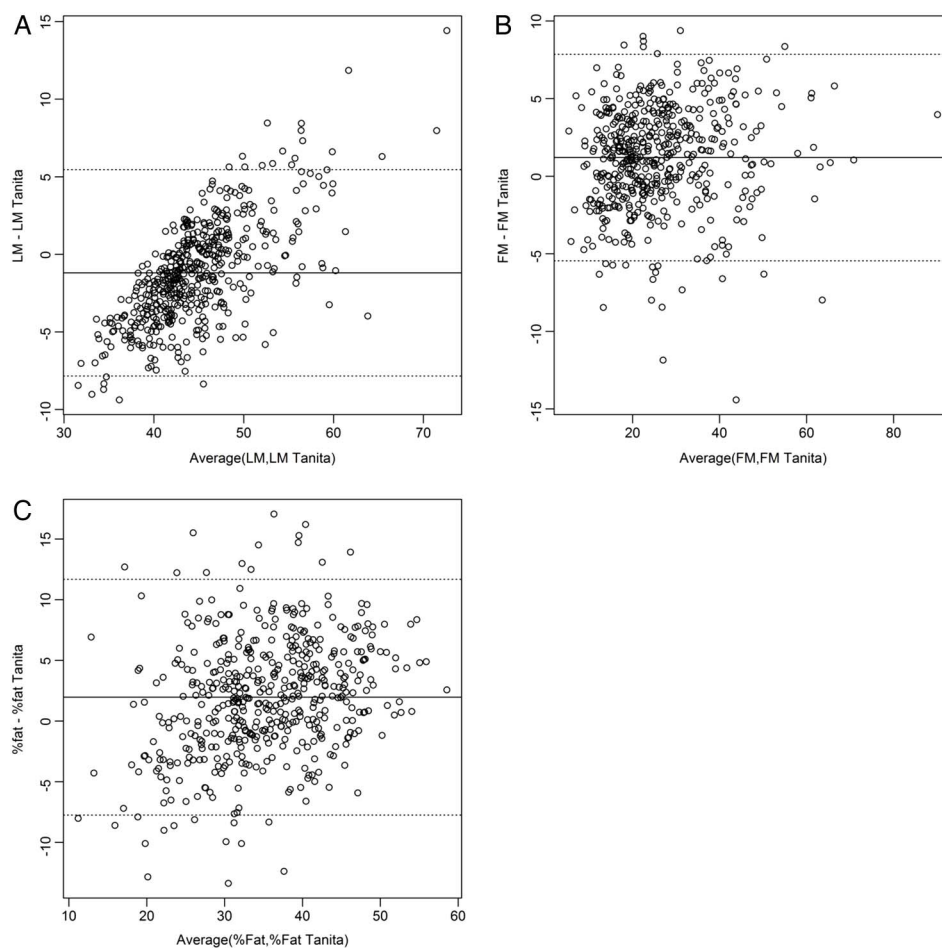 A
15
10
5
0
-5
-10
LM - LM Tanita
30 40 50 60 70
Average(LM,LM Tanita)
B
10
5
0
-5
-10
-15
FM - FM Tanita
20 40 60 80
Average(FM,FM Tanita)
C
15
10
5
0
-5
-10
%fat - %fat Tanita
10 20 30 40 50 60
Average(%Fat,%Fat Tanita)